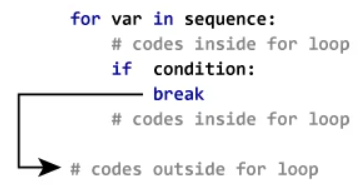 for var in sequence:
    # codes inside for loop
    if  condition:
        break
    # codes inside for loop

# codes outside for loop